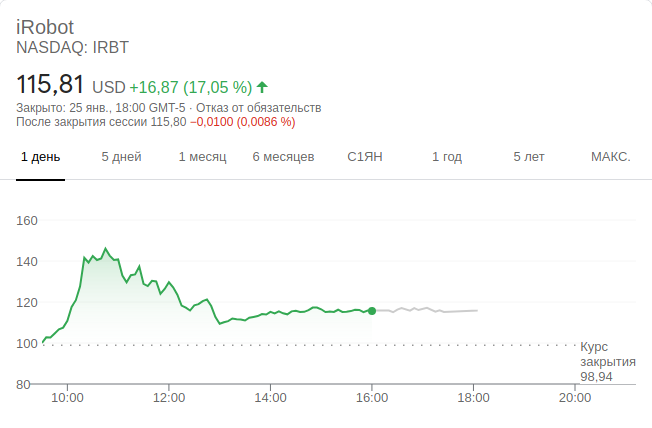 iRobot
NASDAQ: IRBT
115,81 USD +16,87 (17,05 %)
Закрыто: 25 янв., 18:00 GMT-5 · Отказ от обязательств
После закрытия сессии 115,80 −0,0100 (0,0086 %)
1 день 5 дней 1 месяц 6 месяцев С1ЯН 1 год 5 лет МАКС.
160
140
120
100
80
Курс
закрытия
98,94
10:00 12:00 14:00 16:00 18:00 20:00